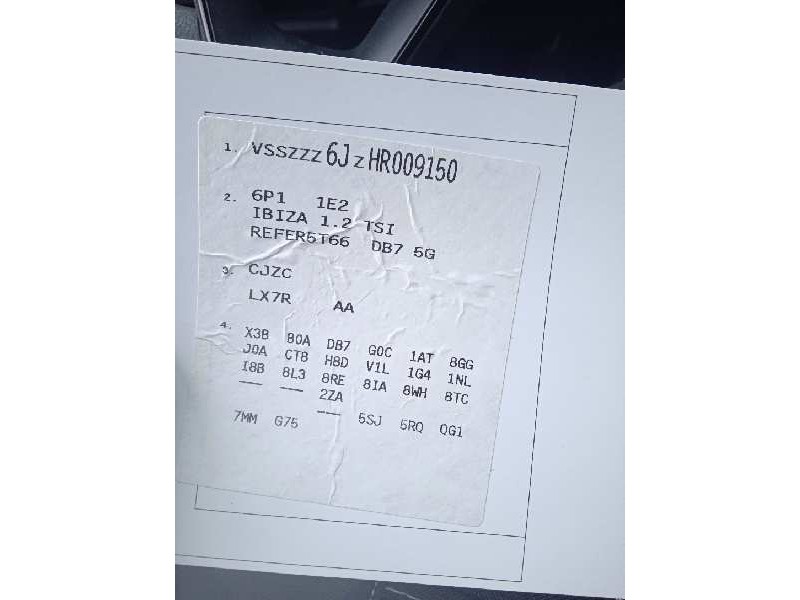 1. VSSZZZ6JZHR009150
2. 6P1 1E2
IBIZA 1.2 TSI
REFER5T66 DB7 5G
3. CJZC
LX7R AA
4. X3B 80A DB7 G0C 1AT 8GG
J0A CT8 H8D V1L 1G4 1NL
I8B 8L3 8RE 8IA 8WH 8TC
--- --- 2ZA
7MM G75 --- 5SJ 5RQ QG1